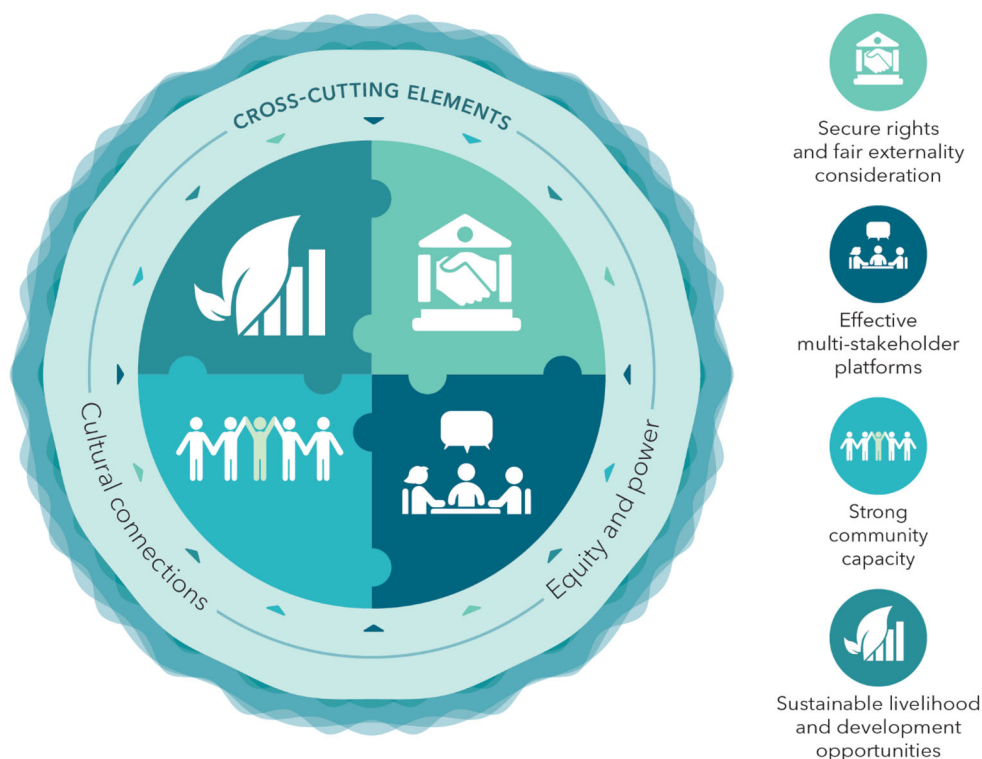 CROSS-CUTTING ELEMENTS
Cultural connections
Equity and power
Secure rights
and fair externality
consideration
Effective
multi-stakeholder
platforms
Strong
community
capacity
Sustainable livelihood
and development
opportunities